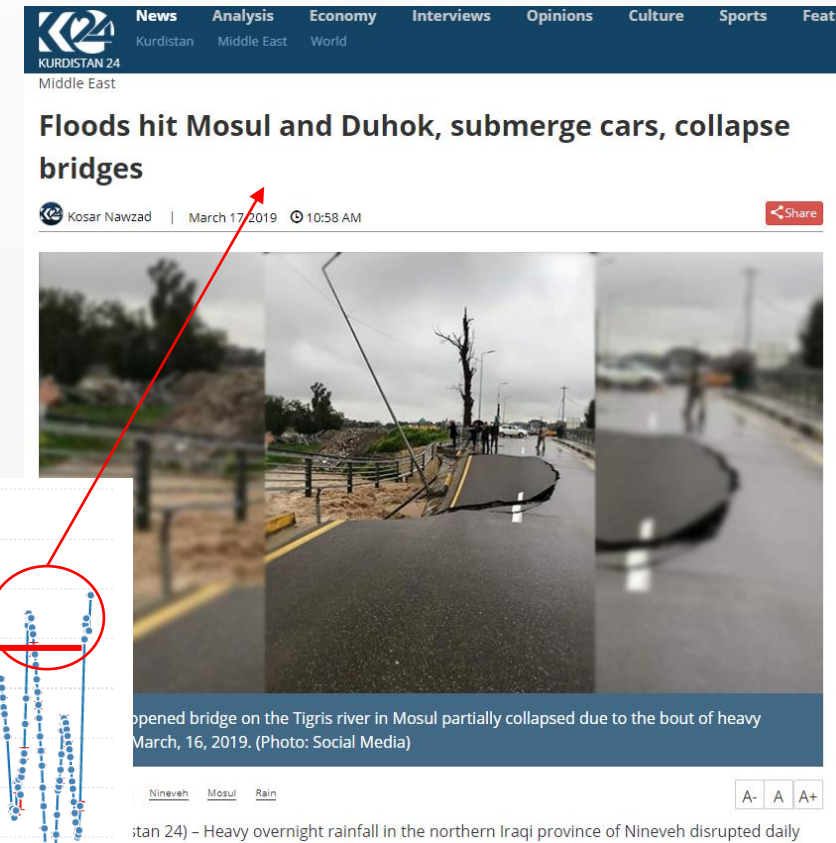 News Analysis Economy Interviews Opinions Culture Sports Feat
Kurdistan Middle East World
K24
KURDISTAN 24
Middle East
Floods hit Mosul and Duhok, submerge cars, collapse
bridges
Kosar Nawzad | March 17 2019 10:58 AM
Share
opened bridge on the Tigris river in Mosul partially collapsed due to the bout of heavy
March, 16, 2019. (Photo: Social Media)
Nineveh Mosul Rain
A- A A+
stan 24) – Heavy overnight rainfall in the northern Iraqi province of Nineveh disrupted daily